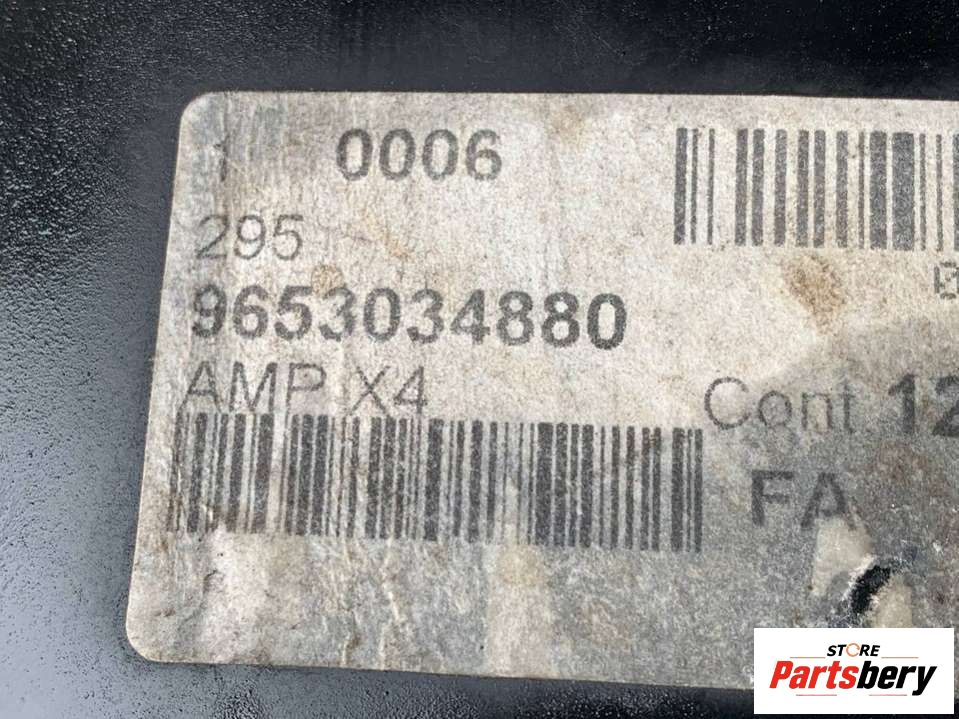 1 0006
295
9653034880
AMP X4
Cont 12
FA
STORE
Partsbery